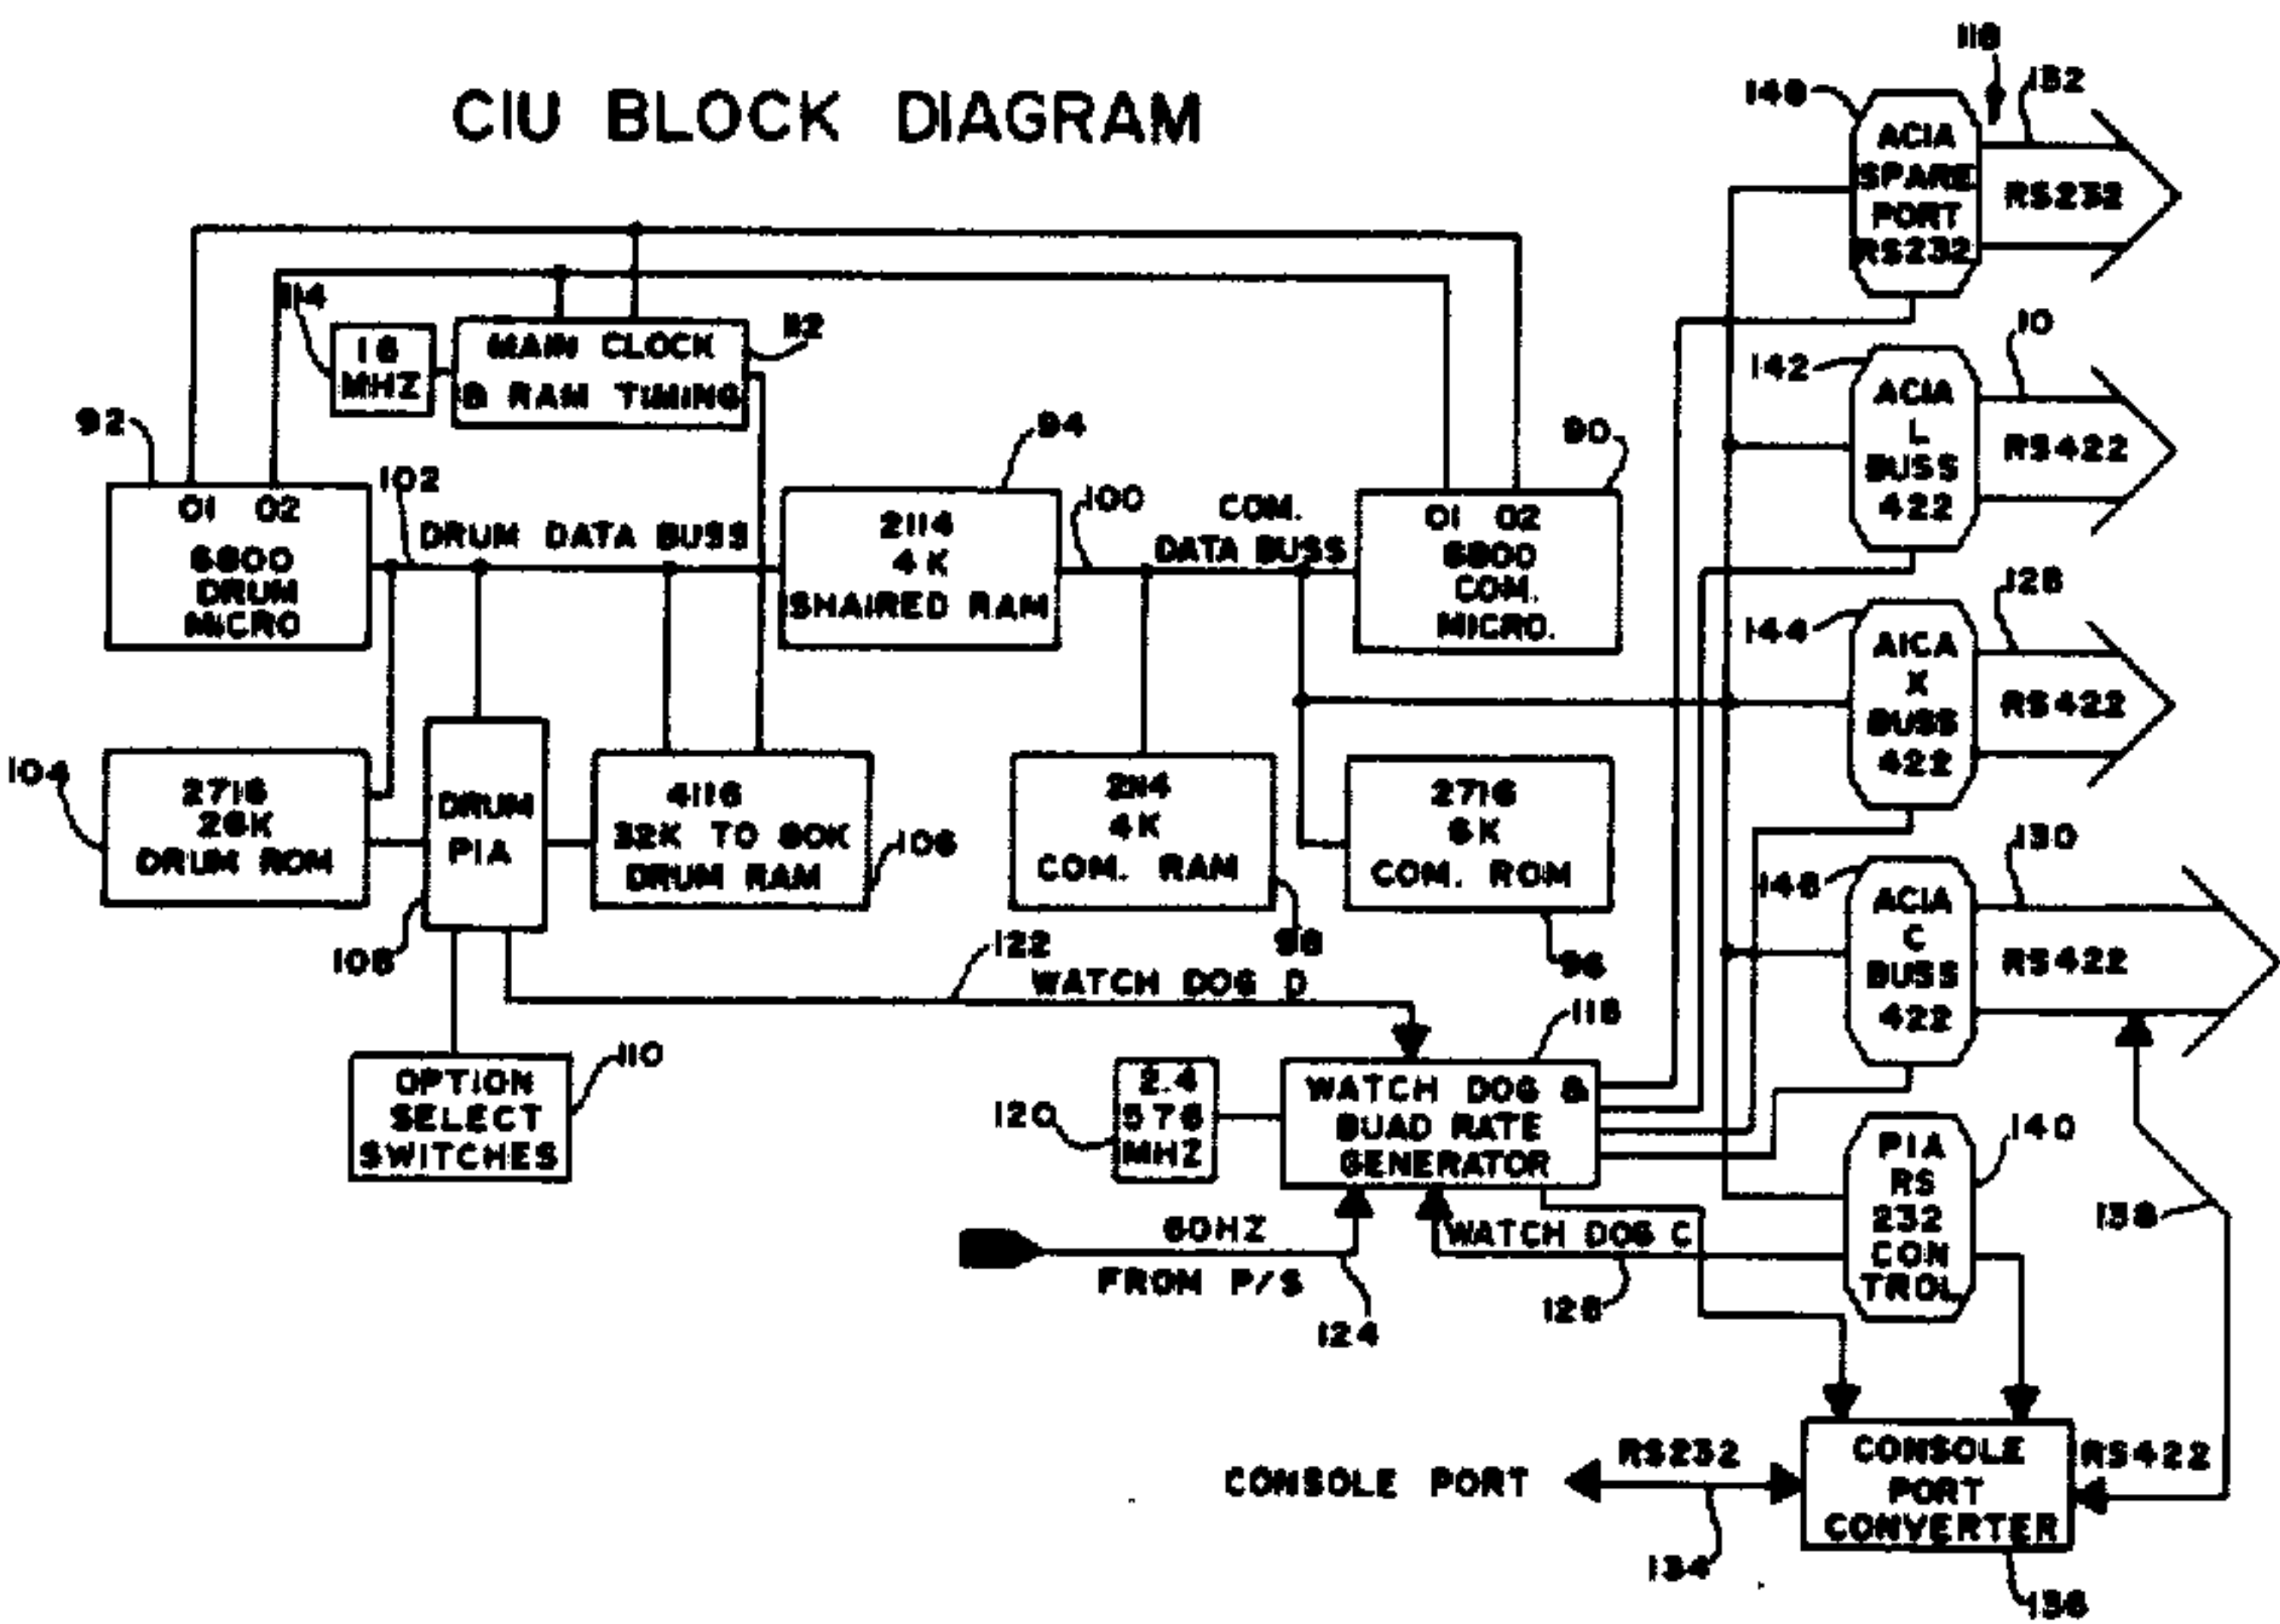 CIU BLOCK DIAGRAM
148
ACIA
SPARE
PORT
RS232
116
152
RS232
114
16
MHZ
MAIN CLOCK
& RAM TIMING
112
142
ACIA
L
BUSS
422
10
RS422
92
01 02
6800
DRUM
MICRO
102
DRUM DATA BUSS
94
2114
4K
SHAIRED RAM
100
COM.
DATA BUSS
90
01 02
6800
COM.
MICRO.
144
AICA
X
BUSS
422
128
RS422
104
2716
26K
DRUM ROM
DRUM
PIA
108
4116
32K TO 60K
DRUM RAM
106
2114
4K
COM. RAM
98
2716
6K
COM. ROM
96
146
ACIA
C
BUSS
422
130
RS422
122
WATCH DOG D
110
OPTION
SELECT
SWITCHES
120
2.4
576
MHZ
118
WATCH DOG &
BUAD RATE
GENERATOR
140
PIA
RS
232
CON
TROL
138
60HZ
FROM P/S
124
WATCH DOG C
126
CONSOLE PORT
RS232
134
CONSOLE
PORT
CONVERTER
RS422
136